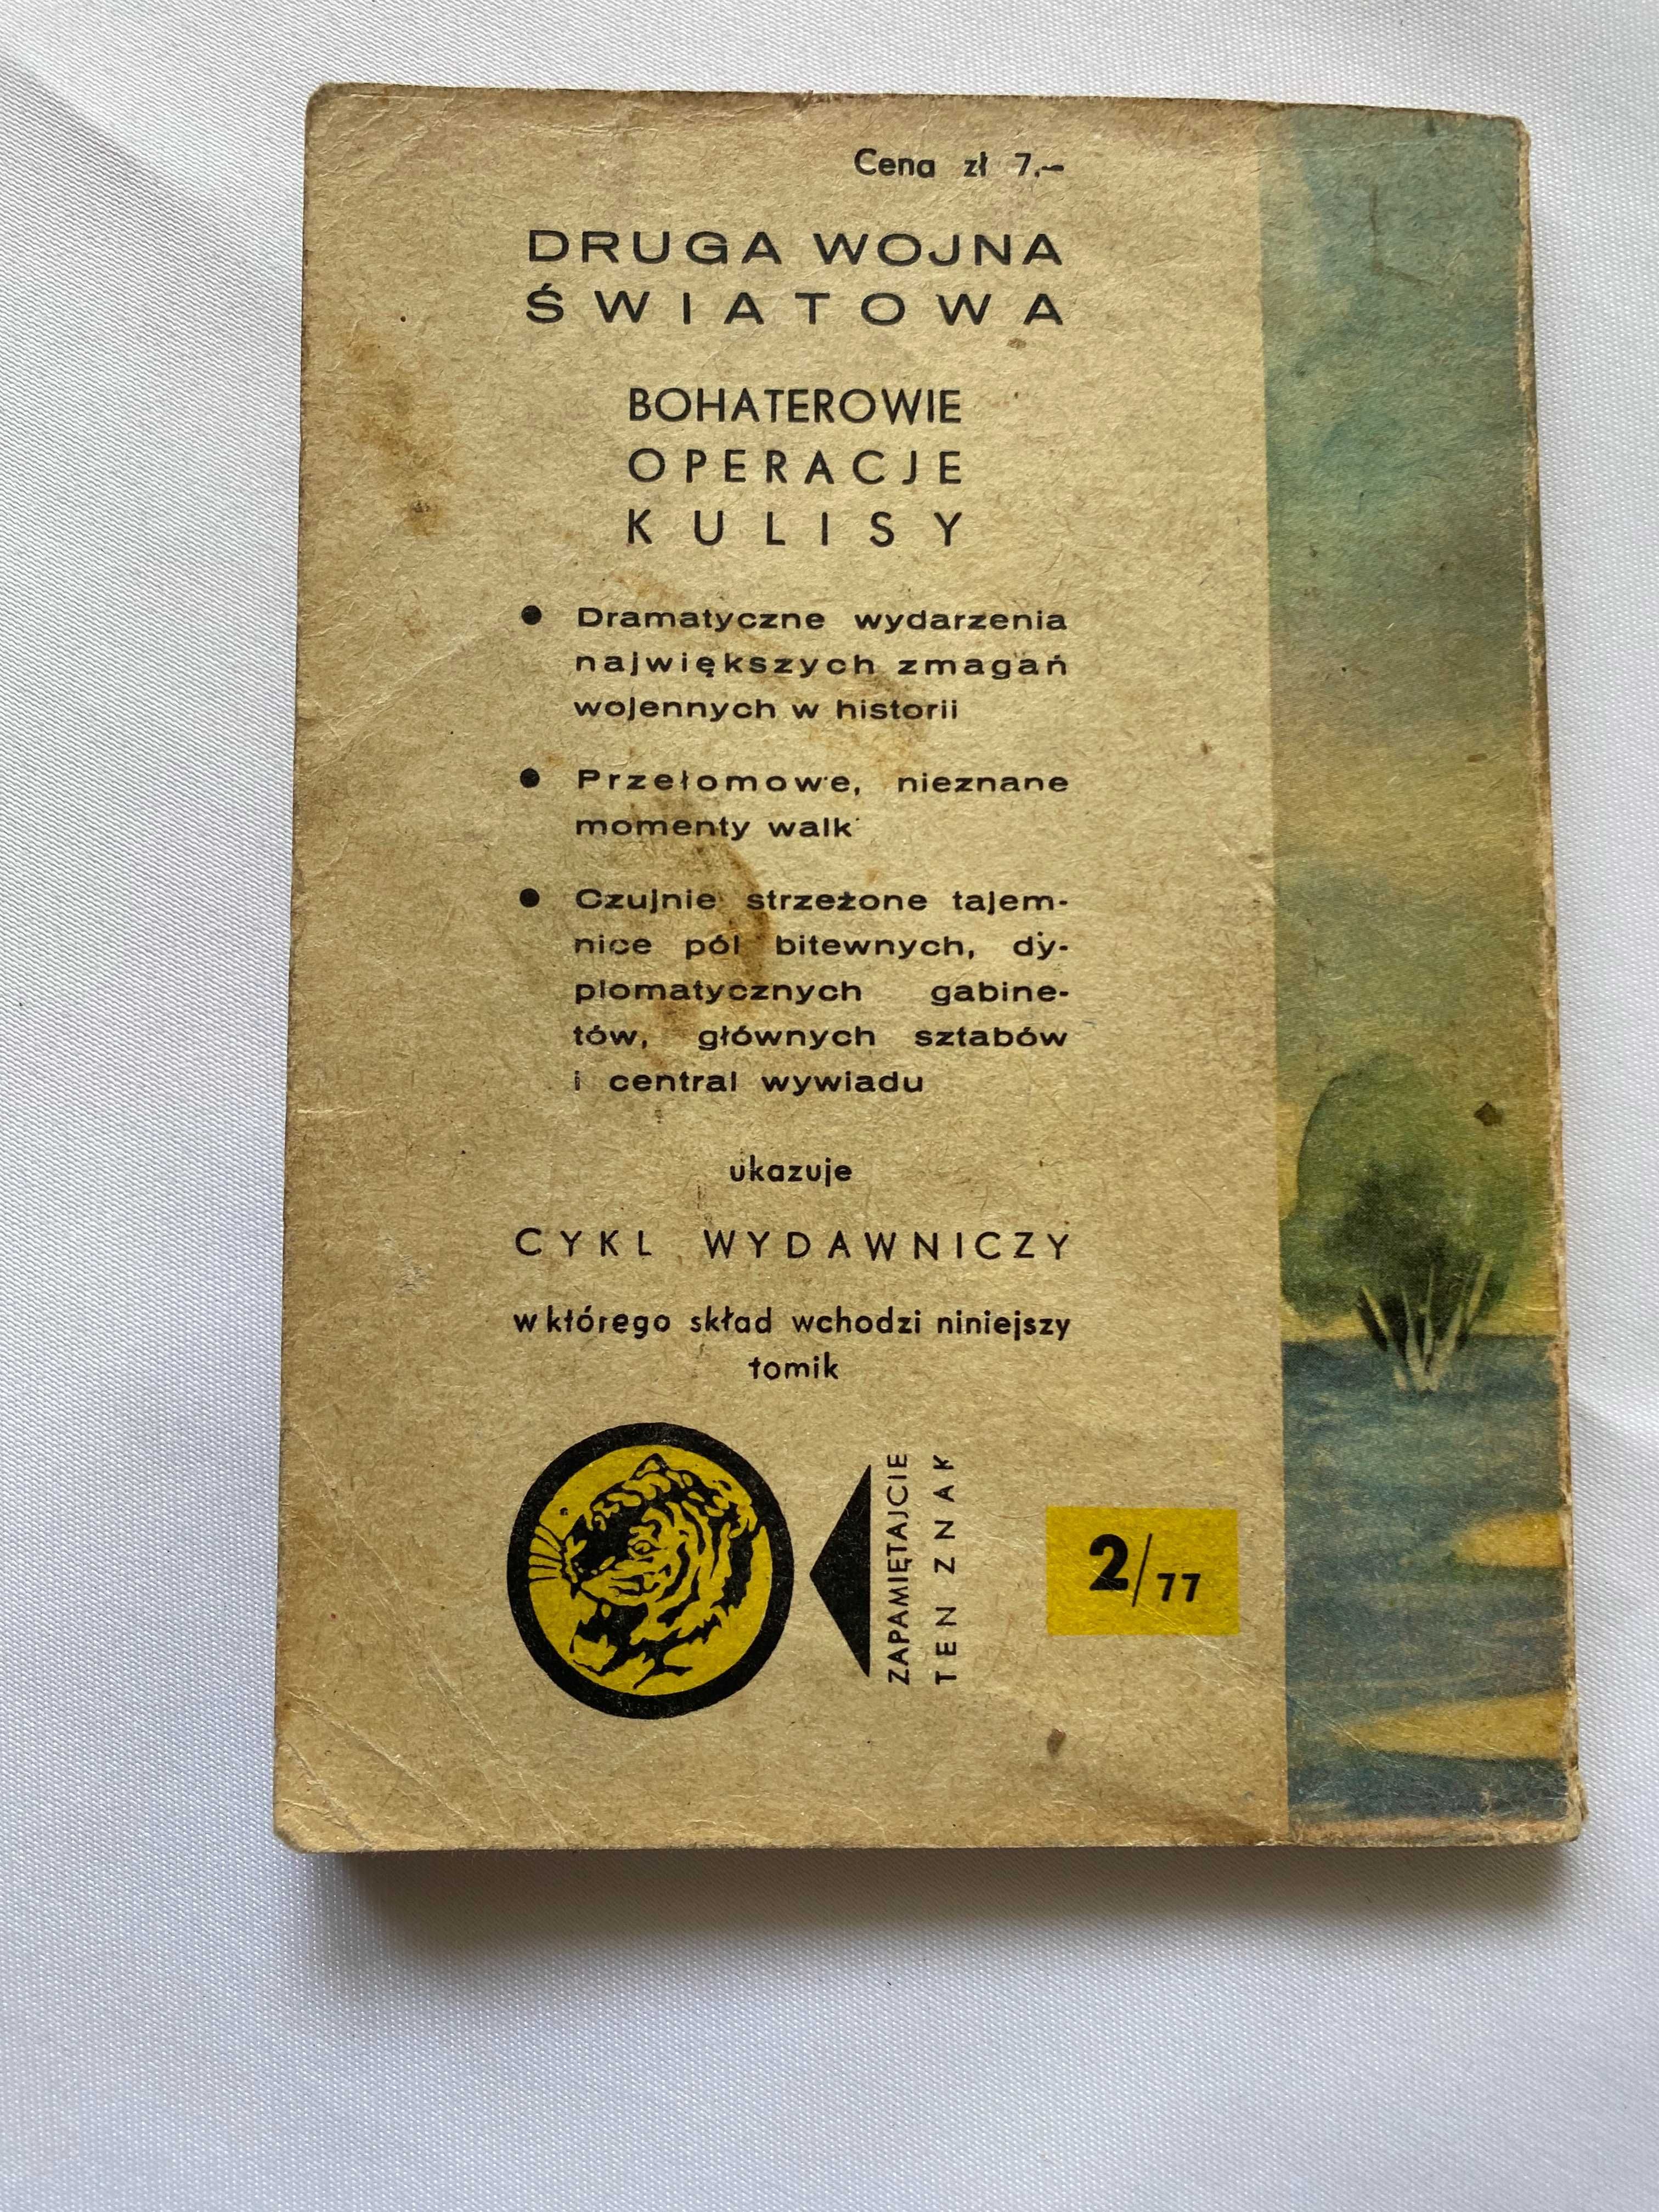 Cena zł 7.—
DRUGA WOJNA
ŚWIATOWA
BOHATEROWIE
OPERACJE
KULISY
● Dramatyczne wydarzenia
największych zmagań
wojennych w historii
● Przełomowe, nieznane
momenty walk
● Czujnie strzeżone tajem-
nice pól bitewnych, dy-
plomatycznych gabine-
tów, głównych sztabów
i central wywiadu
ukazuje
CYKL WYDAWNICZY
w którego skład wchodzi niniejszy
tomik
ZAPAMIĘTAJCIE
TEN ZNAK
2/77